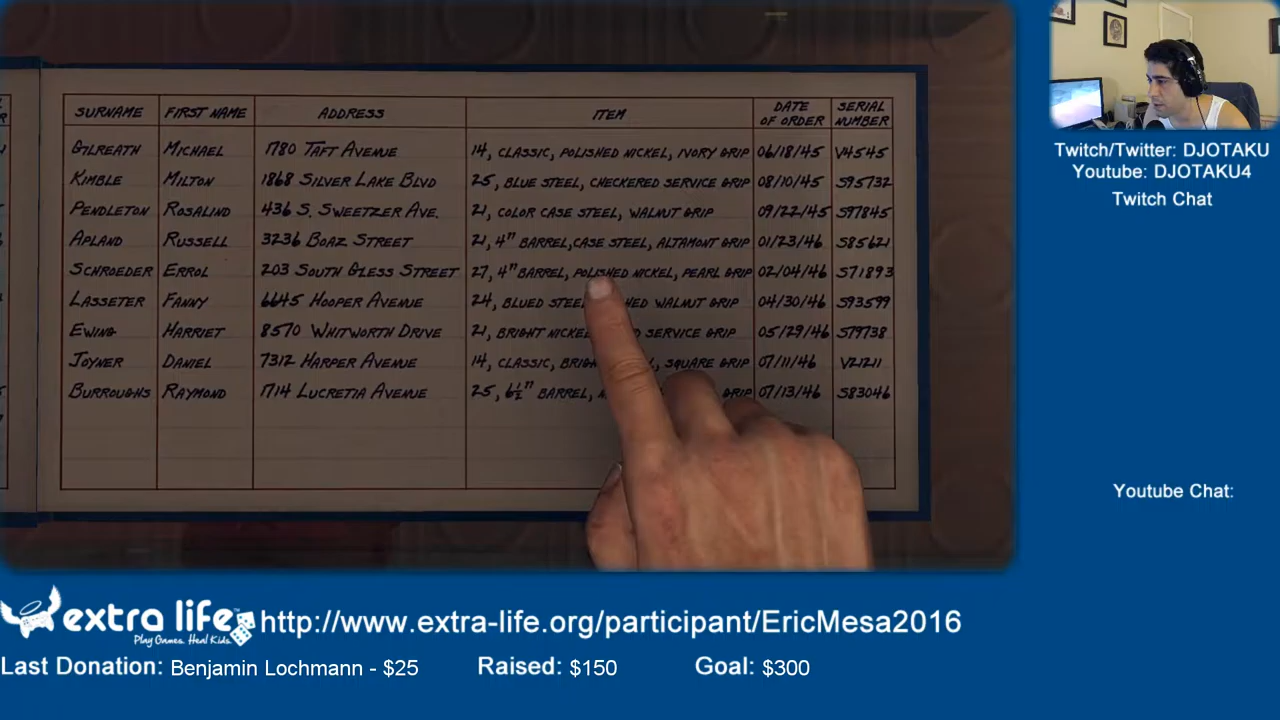 SURNAME FIRST NAME ADDRESS ITEM DATE OF ORDER SERIAL NUMBER
GILREATH MICHAEL 1780 TAFT AVENUE 14, CLASSIC, POLISHED NICKEL, IVORY GRIP 06/18/45 V4545
KIMBLE MILTON 1868 SILVER LAKE BLVD 25, BLUE STEEL, CHECKERED SERVICE GRIP 08/10/45 S95732
PENDLETON ROSALIND 436 S. SWEETZER AVE. 21, COLOR CASE STEEL, WALNUT GRIP 09/22/45 S97845
APLAND RUSSELL 3236 BOAZ STREET 21, 4" BARREL, CASE STEEL, ALTAMONT GRIP 01/23/46 S85621
SCHROEDER ERROL 203 SOUTH GLESS STREET 27, 4" BARREL, POLISHED NICKEL, PEARL GRIP 02/04/46 S71893
LASSETER FANNY 6645 HOOPER AVENUE 24, BLUED WALNUT GRIP 04/30/46 S93599
EWING HARRIET 8570 WHITWORTH DRIVE 21, BRIGHT SERVICE GRIP 05/29/46 S79738
JOYNER DANIEL 7312 HARPER AVENUE 14, CLASSIC, SQUARE GRIP 07/11/46 V21211
BURROUGHS RAYMOND 1714 LUCRETIA AVENUE 25, 6½" BARREL, GRIP 07/13/46 S83046
Twitch/Twitter: DJOTAKU
Youtube: DJOTAKU4
Twitch Chat
Youtube Chat:
extra life
Play Games. Heal Kids.
http://www.extra-life.org/participant/EricMesa2016
Last Donation: Benjamin Lochmann - $25 Raised: $150 Goal: $300